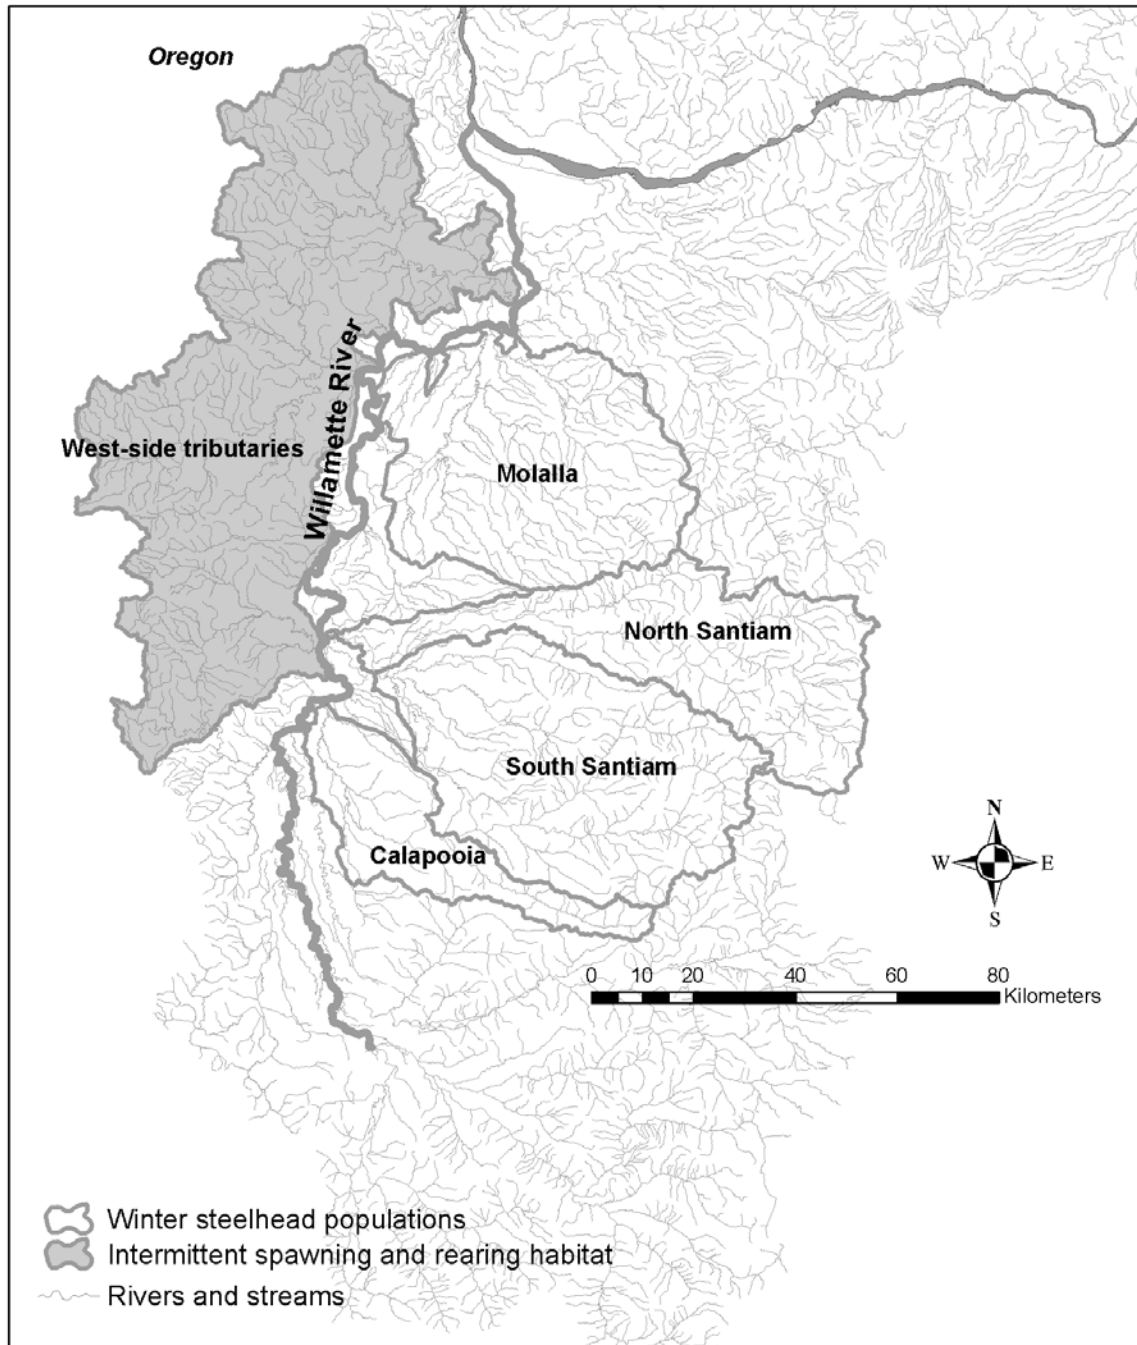 Oregon
Willamette River
West-side tributaries
Molalla
North Santiam
South Santiam
Calapooia
N
W E
S
0 10 20 40 60 80
Kilometers
Winter steelhead populations
Intermittent spawning and rearing habitat
Rivers and streams